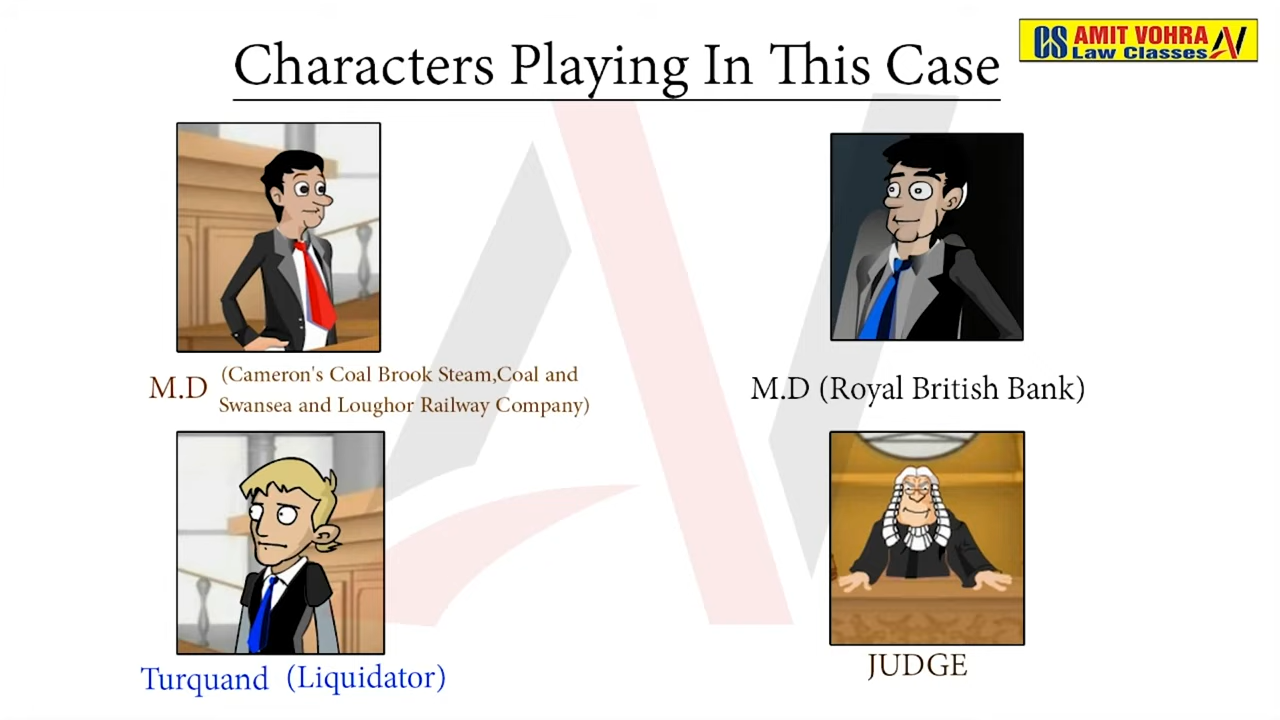 Characters Playing In This Case
CS AMIT VOHRA
Law Classes AV
M.D (Cameron's Coal Brook Steam,Coal and
Swansea and Loughor Railway Company)
M.D (Royal British Bank)
Turquand (Liquidator)
JUDGE